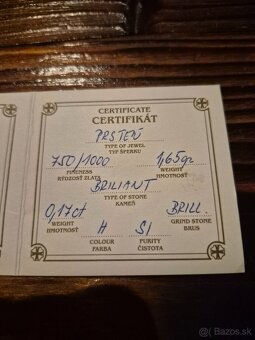 CERTIFICATE
CERTIFIKÁT
PRSTEŇ
TYPE OF JEWEL
TYP ŠPERKU
750/1000 1,65gr.
FINENESS WEIGHT
RÝDZOSŤ ZLATA HMOTNOSŤ
BRILIANT
TYPE OF STONE
KAMEŇ
0,17ct H SI BRILL.
WEIGHT COLOUR PURITY GRIND STONE
HMOTNOSŤ FARBA ČISTOTA BRUS
bazos.sk